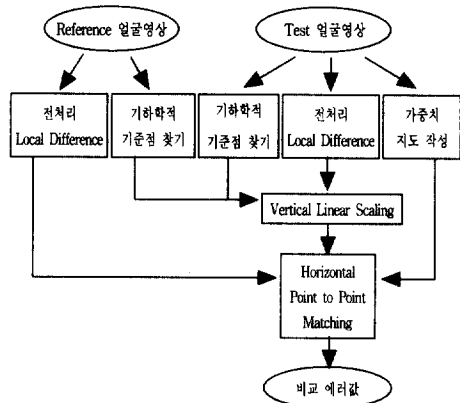 Reference 얼굴영상
Test 얼굴영상
전처리
Local Difference
기하학적
기준점 찾기
기하학적
기준점 찾기
전처리
Local Difference
가중치
지도 작성
Vertical Linear Scaling
Horizontal
Point to Point
Matching
비교 에러값